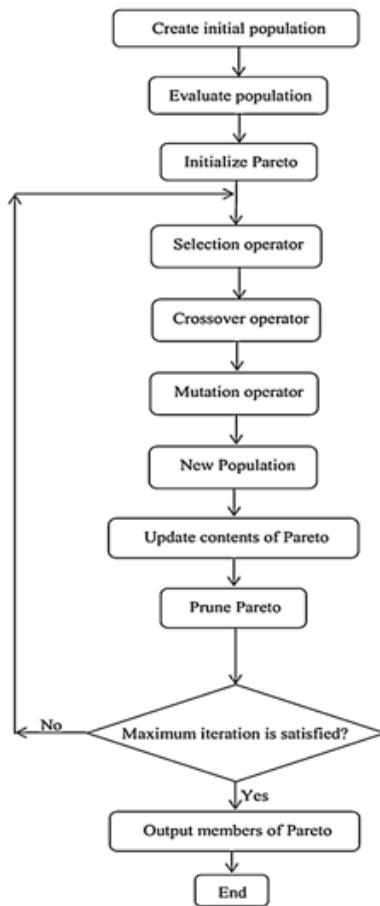 Create initial population
Evaluate population
Initialize Pareto
Selection operator
Crossover operator
Mutation operator
New Population
Update contents of Pareto
Prune Pareto
No
Maximum iteration is satisfied?
Yes
Output members of Pareto
End